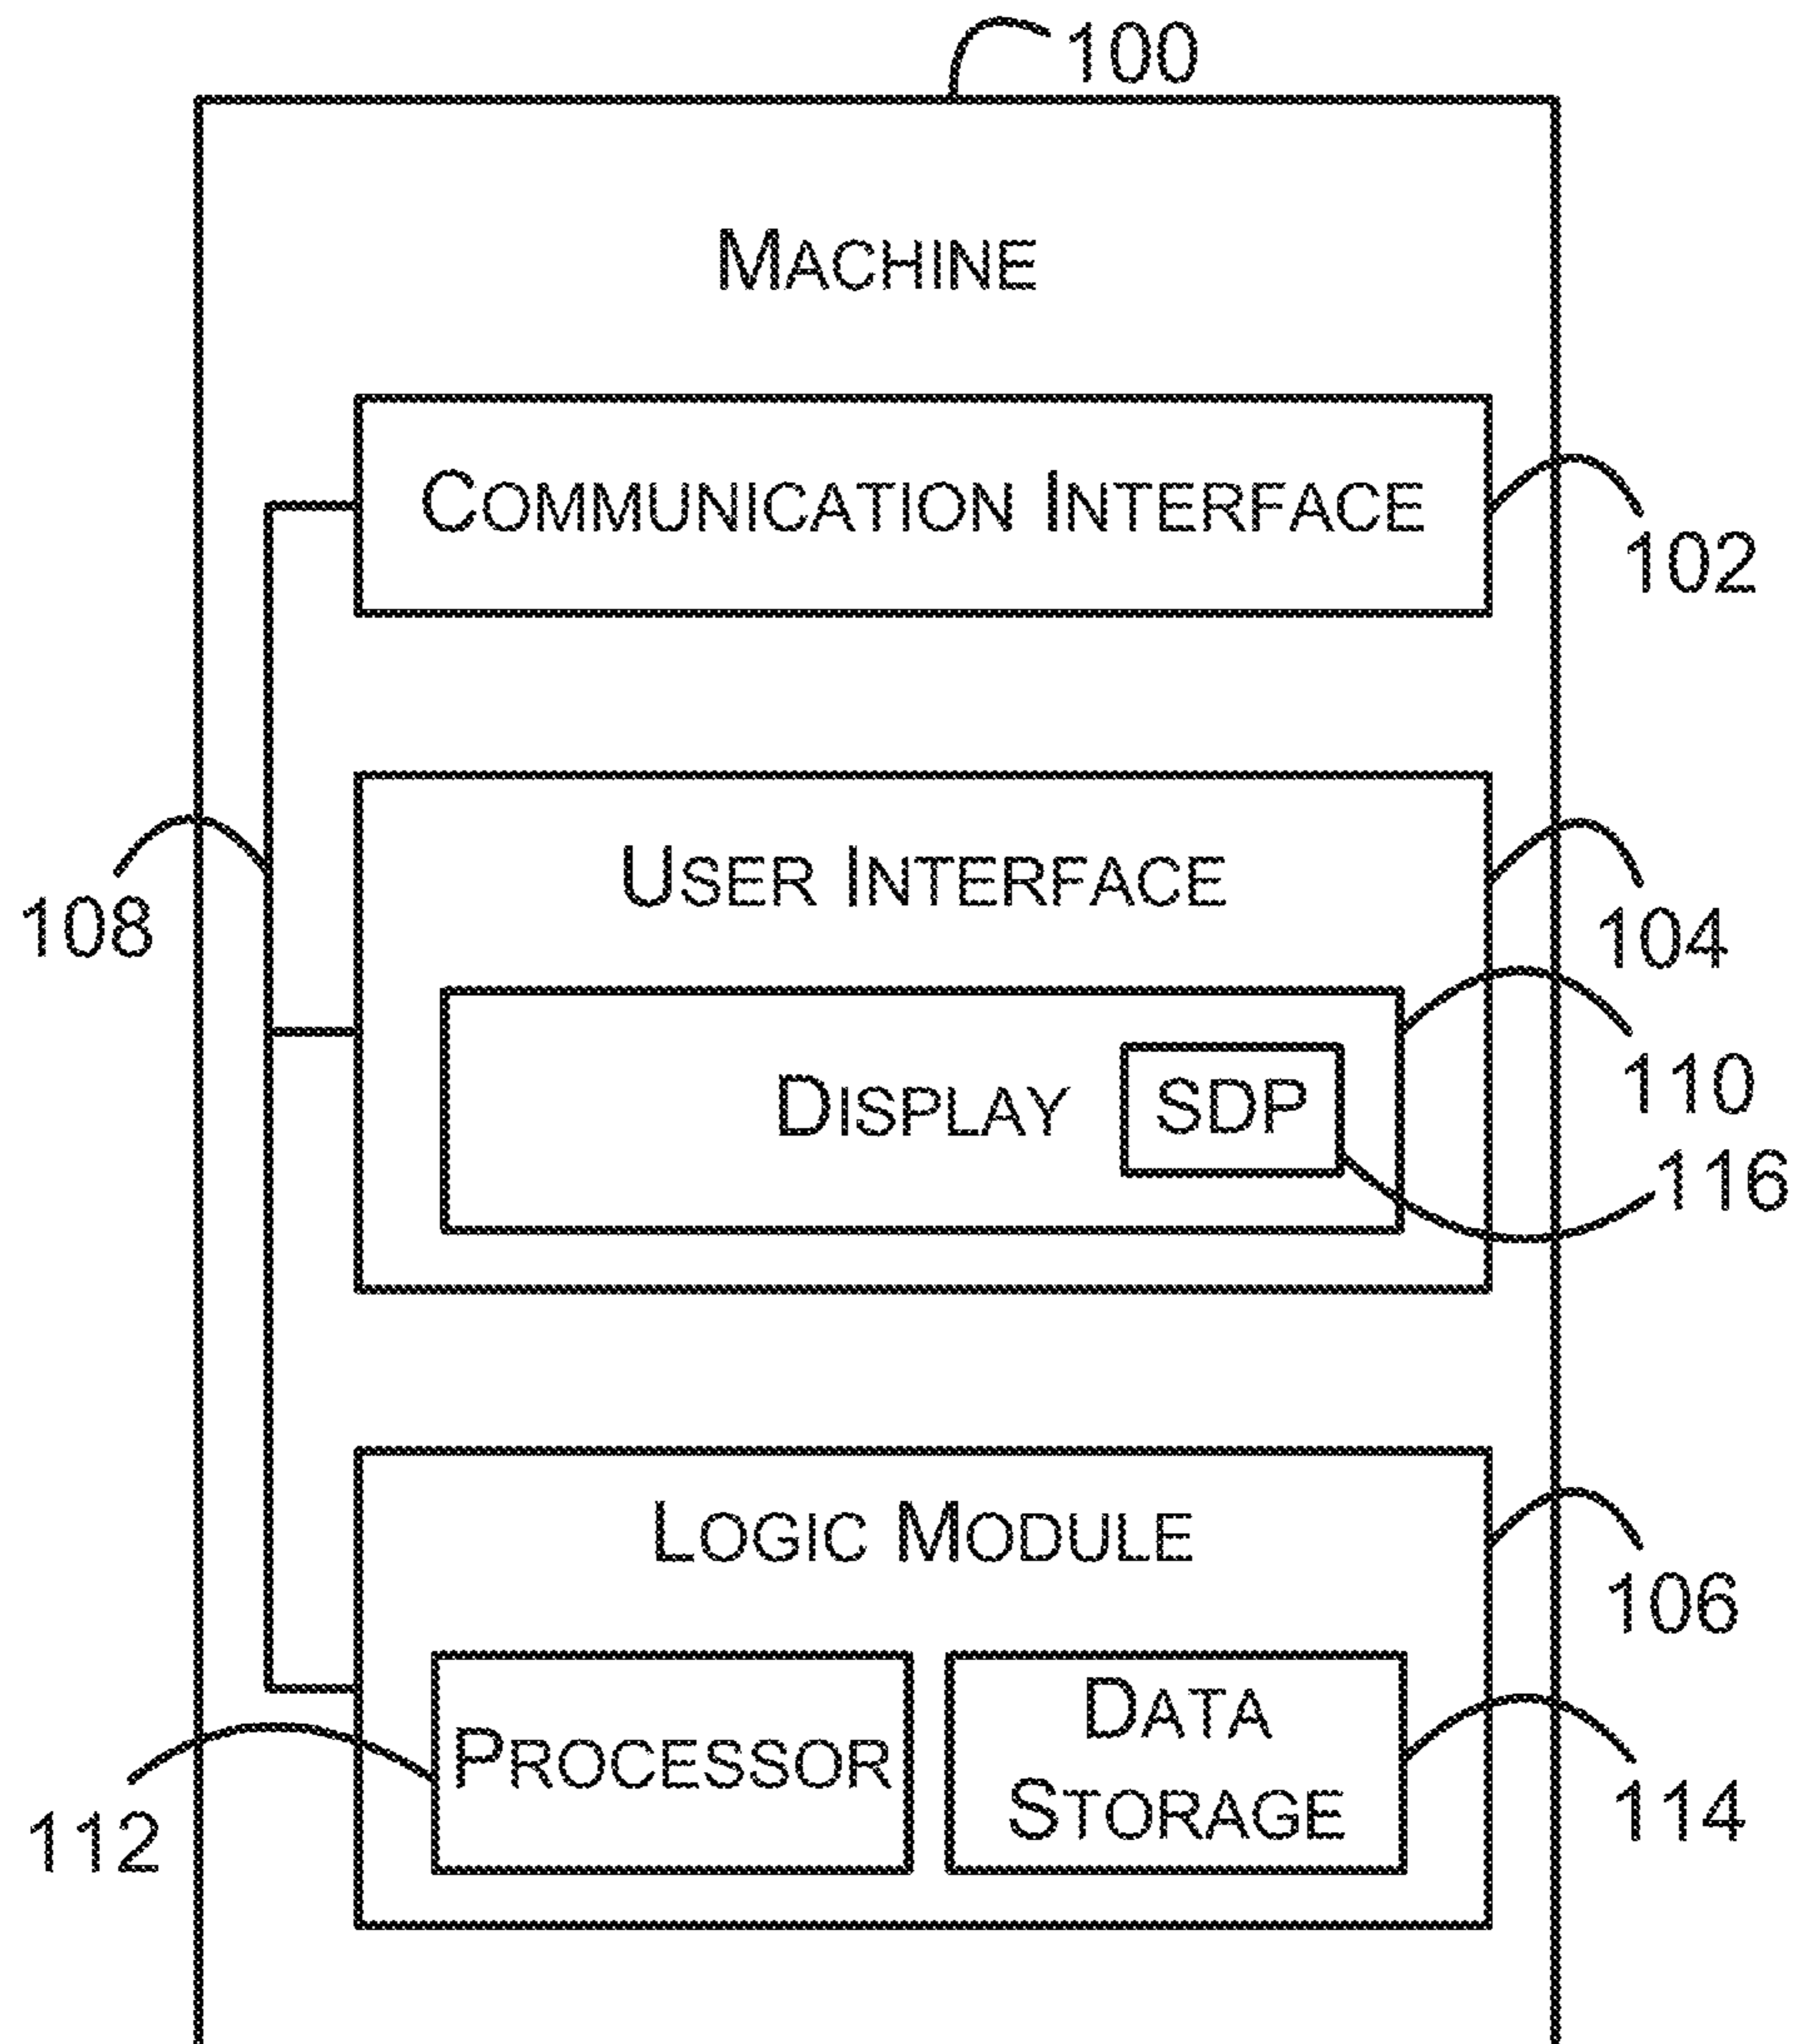 100
MACHINE
COMMUNICATION INTERFACE
102
USER INTERFACE
108
104
DISPLAY
SDP
110
116
LOGIC MODULE
106
PROCESSOR
DATA
STORAGE
112
114